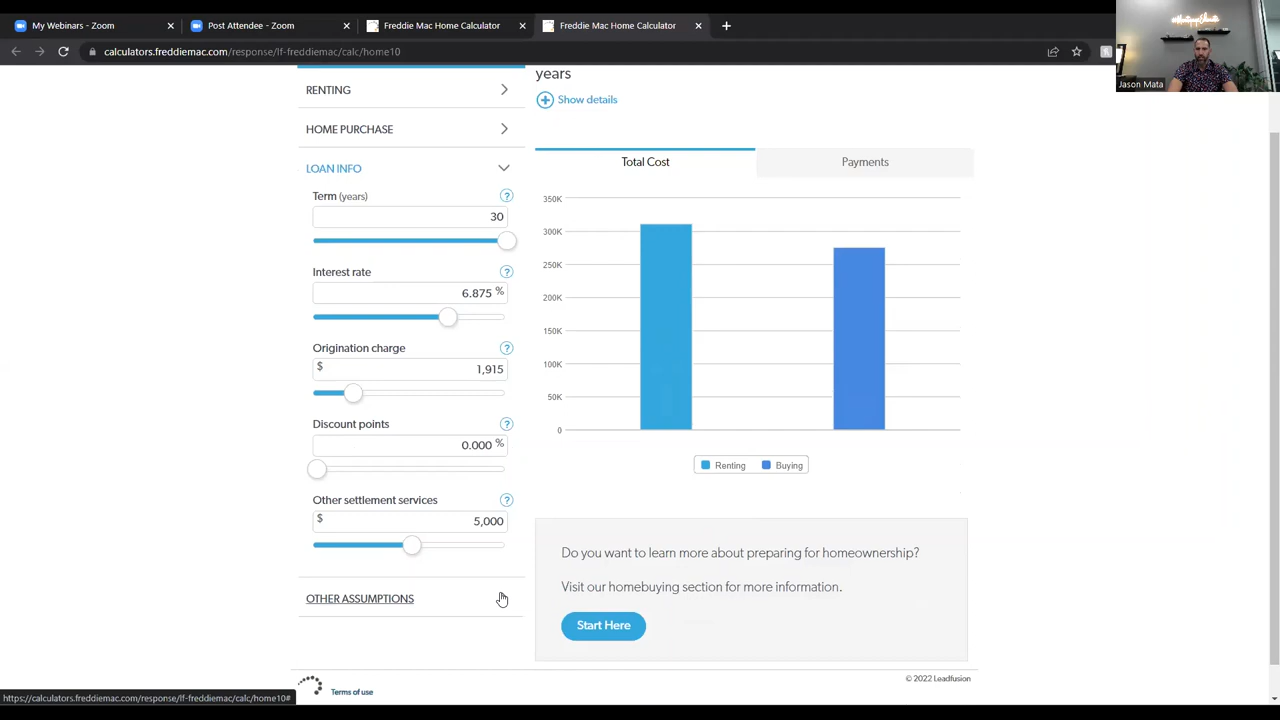 My Webinars - Zoom
Post Attendee - Zoom
Freddie Mac Home Calculator
Freddie Mac Home Calculator
calculators.freddiemac.com/response/lf-freddiemac/calc/home10
Jason Mata
RENTING
HOME PURCHASE
LOAN INFO
Term (years) ?
30
Interest rate ?
6.875 %
Origination charge ?
$ 1,915
Discount points ?
0.000 %
Other settlement services ?
$ 5,000
OTHER ASSUMPTIONS
years
Show details
Total Cost
Payments
350K
300K
250K
200K
150K
100K
50K
0
Renting Buying
Do you want to learn more about preparing for homeownership?
Visit our homebuying section for more information.
Start Here
Terms of use
© 2022 Leadfusion
https://calculators.freddiemac.com/response/lf-freddiemac/calc/home10#